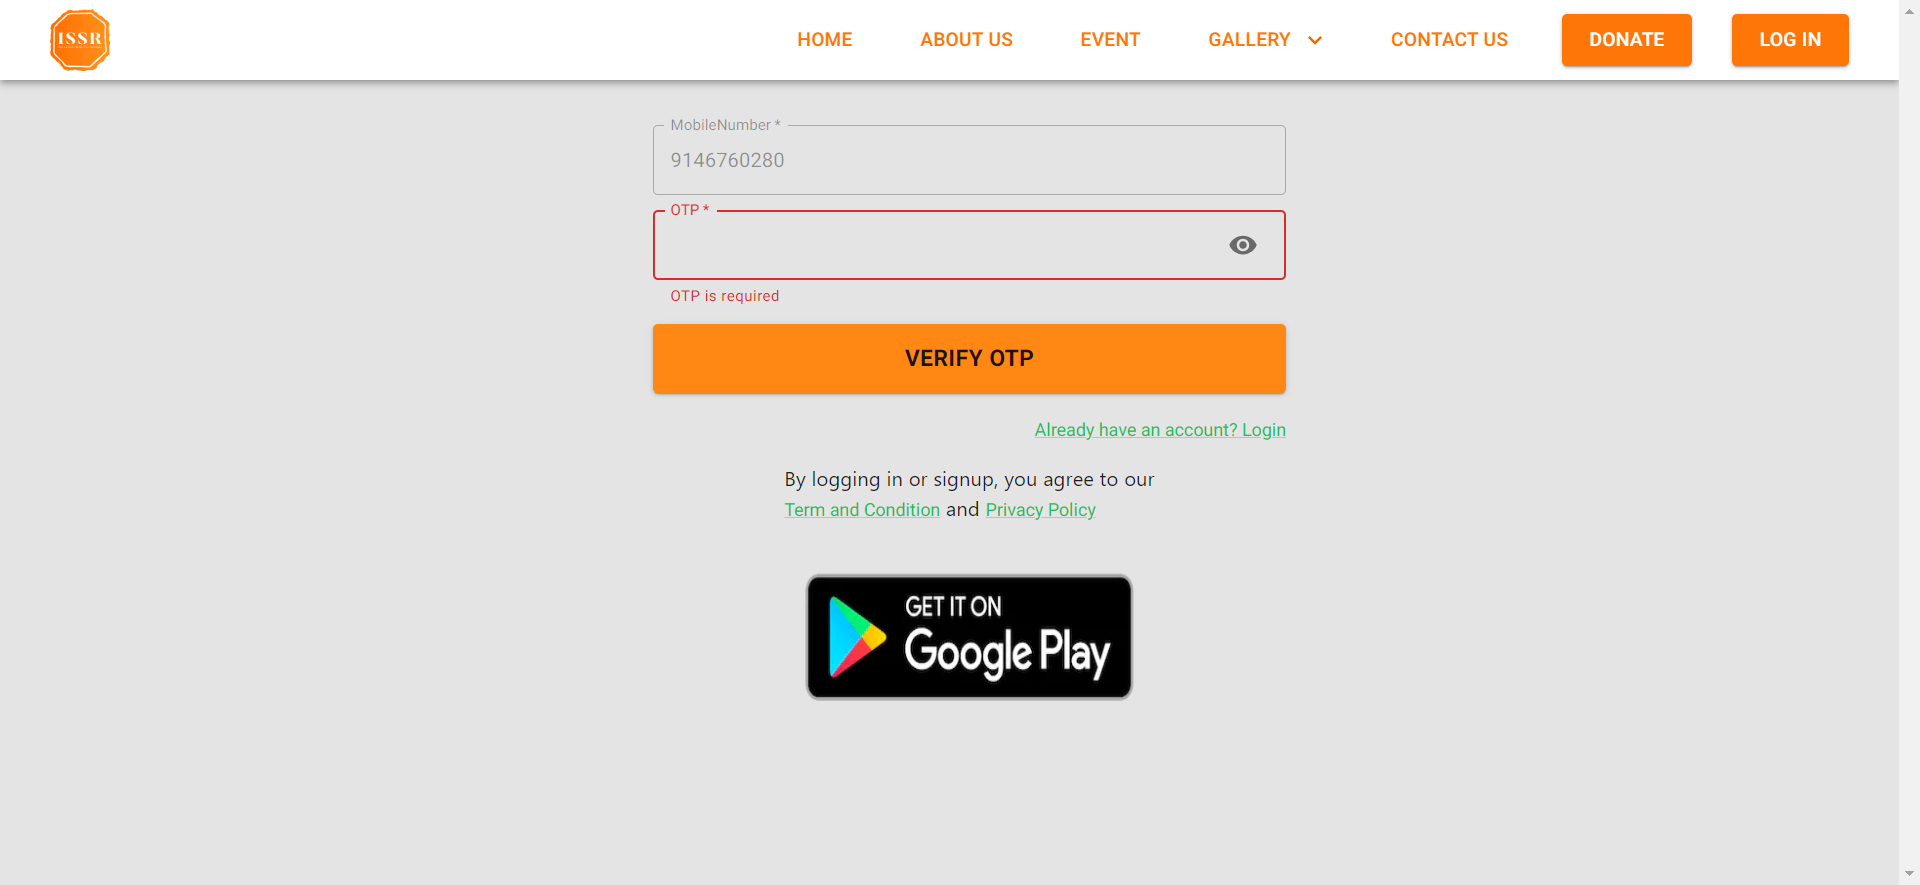 ISSR
HOME ABOUT US EVENT GALLERY CONTACT US DONATE LOG IN
MobileNumber *
9146760280
OTP *
OTP is required
VERIFY OTP
Already have an account? Login
By logging in or signup, you agree to our
Term and Condition and Privacy Policy
GET IT ON
Google Play